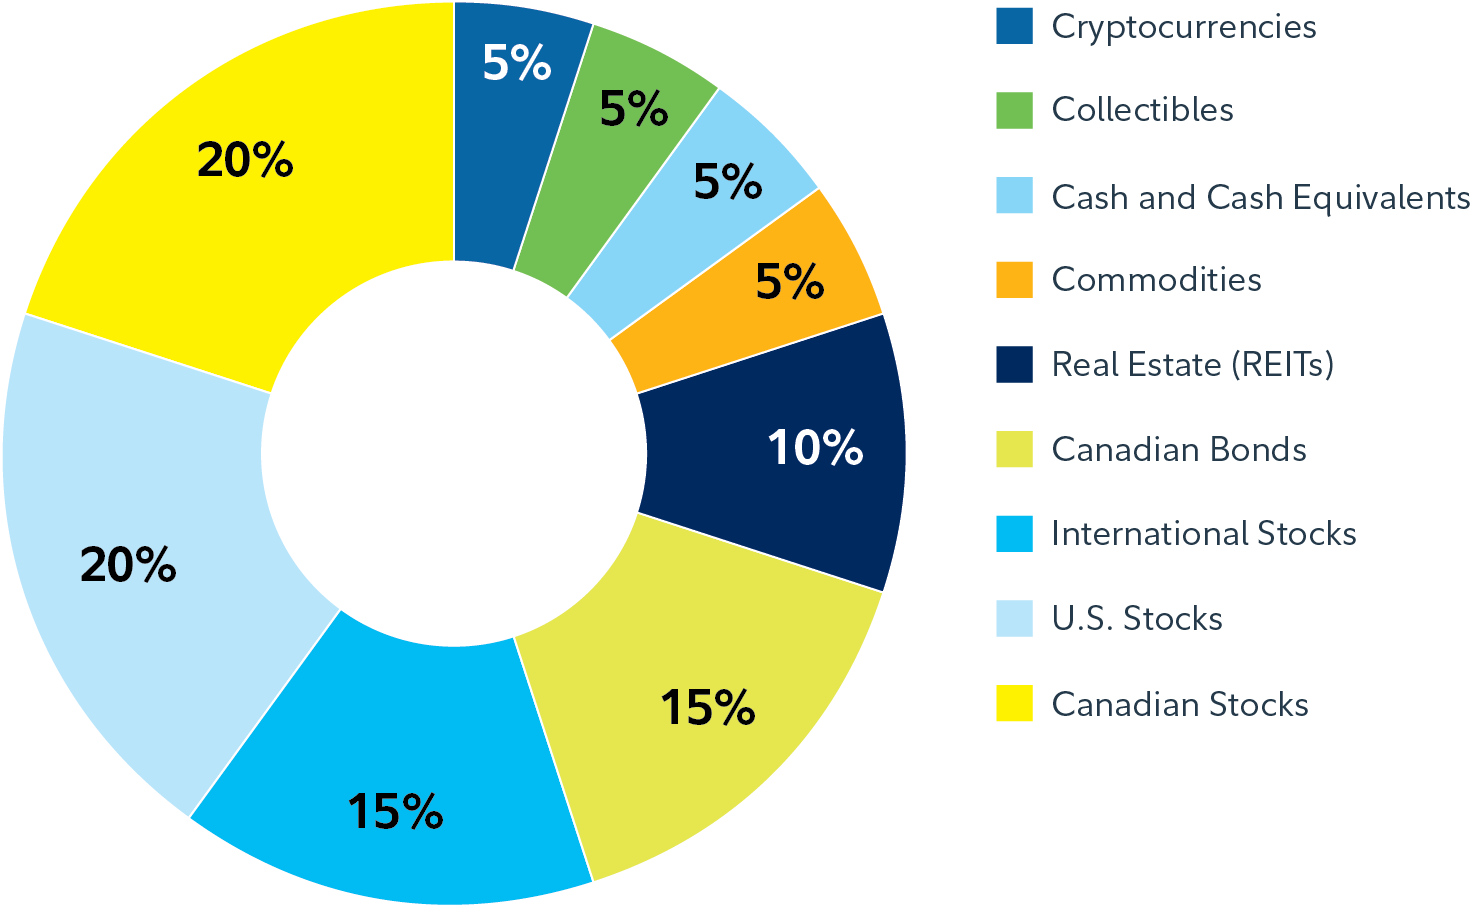 5%
5%
5%
5%
10%
15%
15%
20%
20%
Cryptocurrencies
Collectibles
Cash and Cash Equivalents
Commodities
Real Estate (REITs)
Canadian Bonds
International Stocks
U.S. Stocks
Canadian Stocks